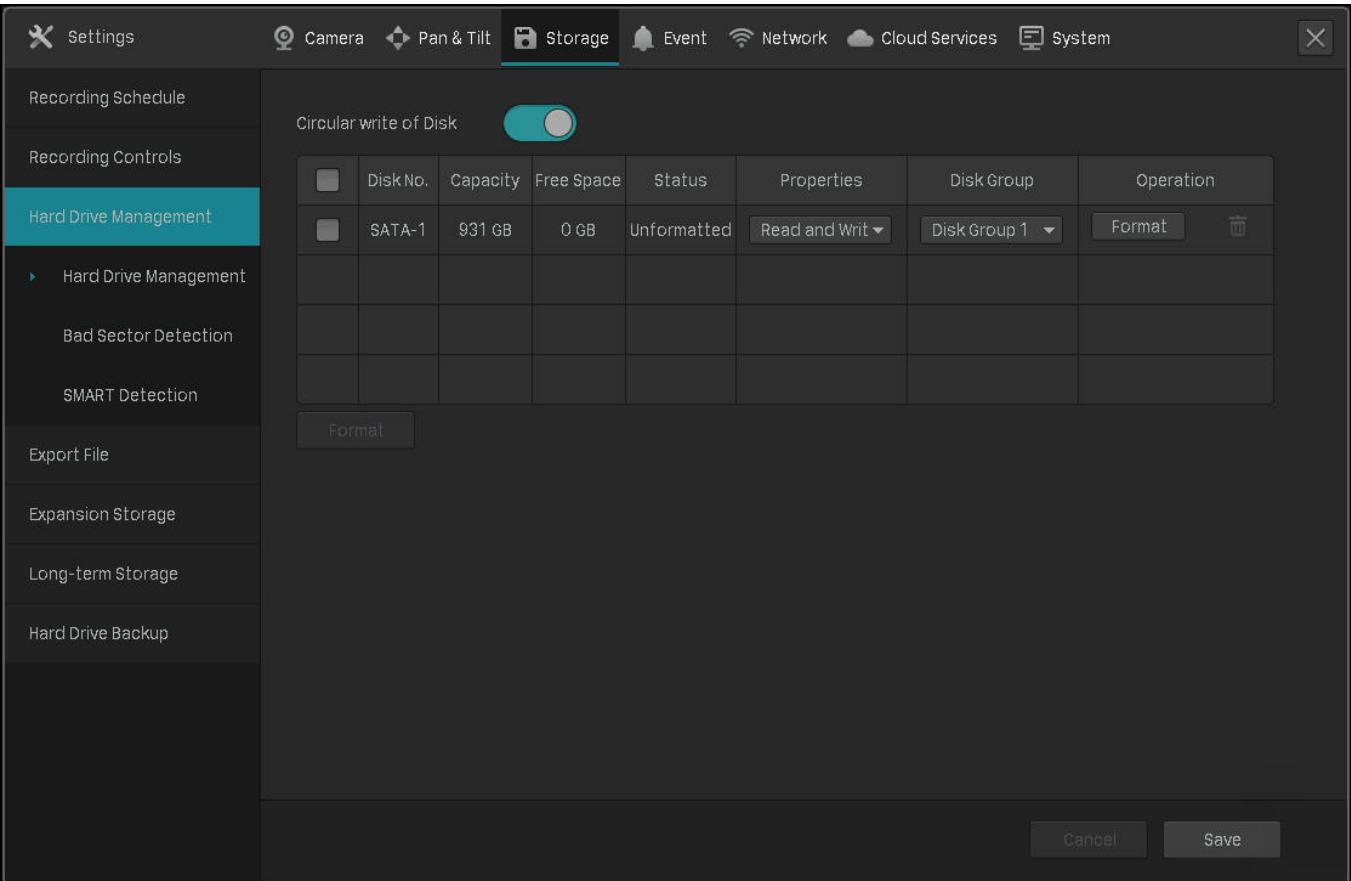 Settings Camera Pan & Tilt Storage Event Network Cloud Services System
Recording Schedule
Recording Controls
Hard Drive Management
Hard Drive Management
Bad Sector Detection
SMART Detection
Export File
Expansion Storage
Long-term Storage
Hard Drive Backup
Circular write of Disk
Disk No. Capacity Free Space Status Properties Disk Group Operation
SATA-1 931 GB 0 GB Unformatted Read and Writ Disk Group 1 Format
Format
Cancel Save